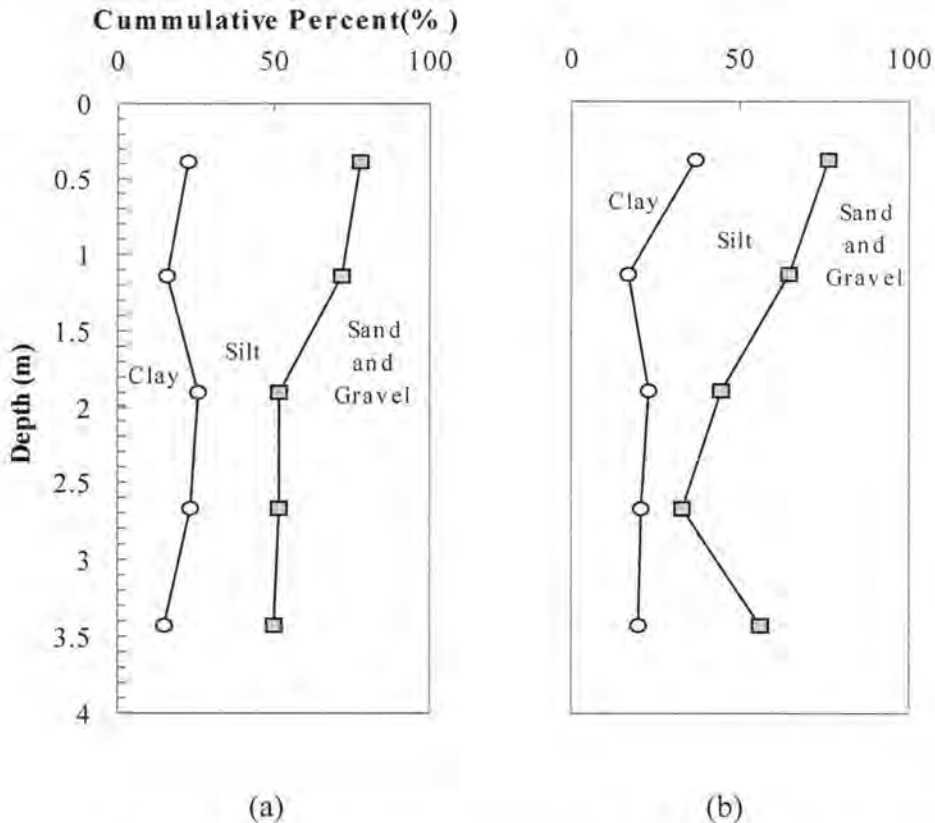 Cummulative Percent(% )
0 50 100
0 50 100
0
0.5
1
1.5
2
2.5
3
3.5
4
Depth (m)
Clay
Silt
Sand
and
Gravel
Clay
Silt
Sand
and
Gravel
(a)
(b)